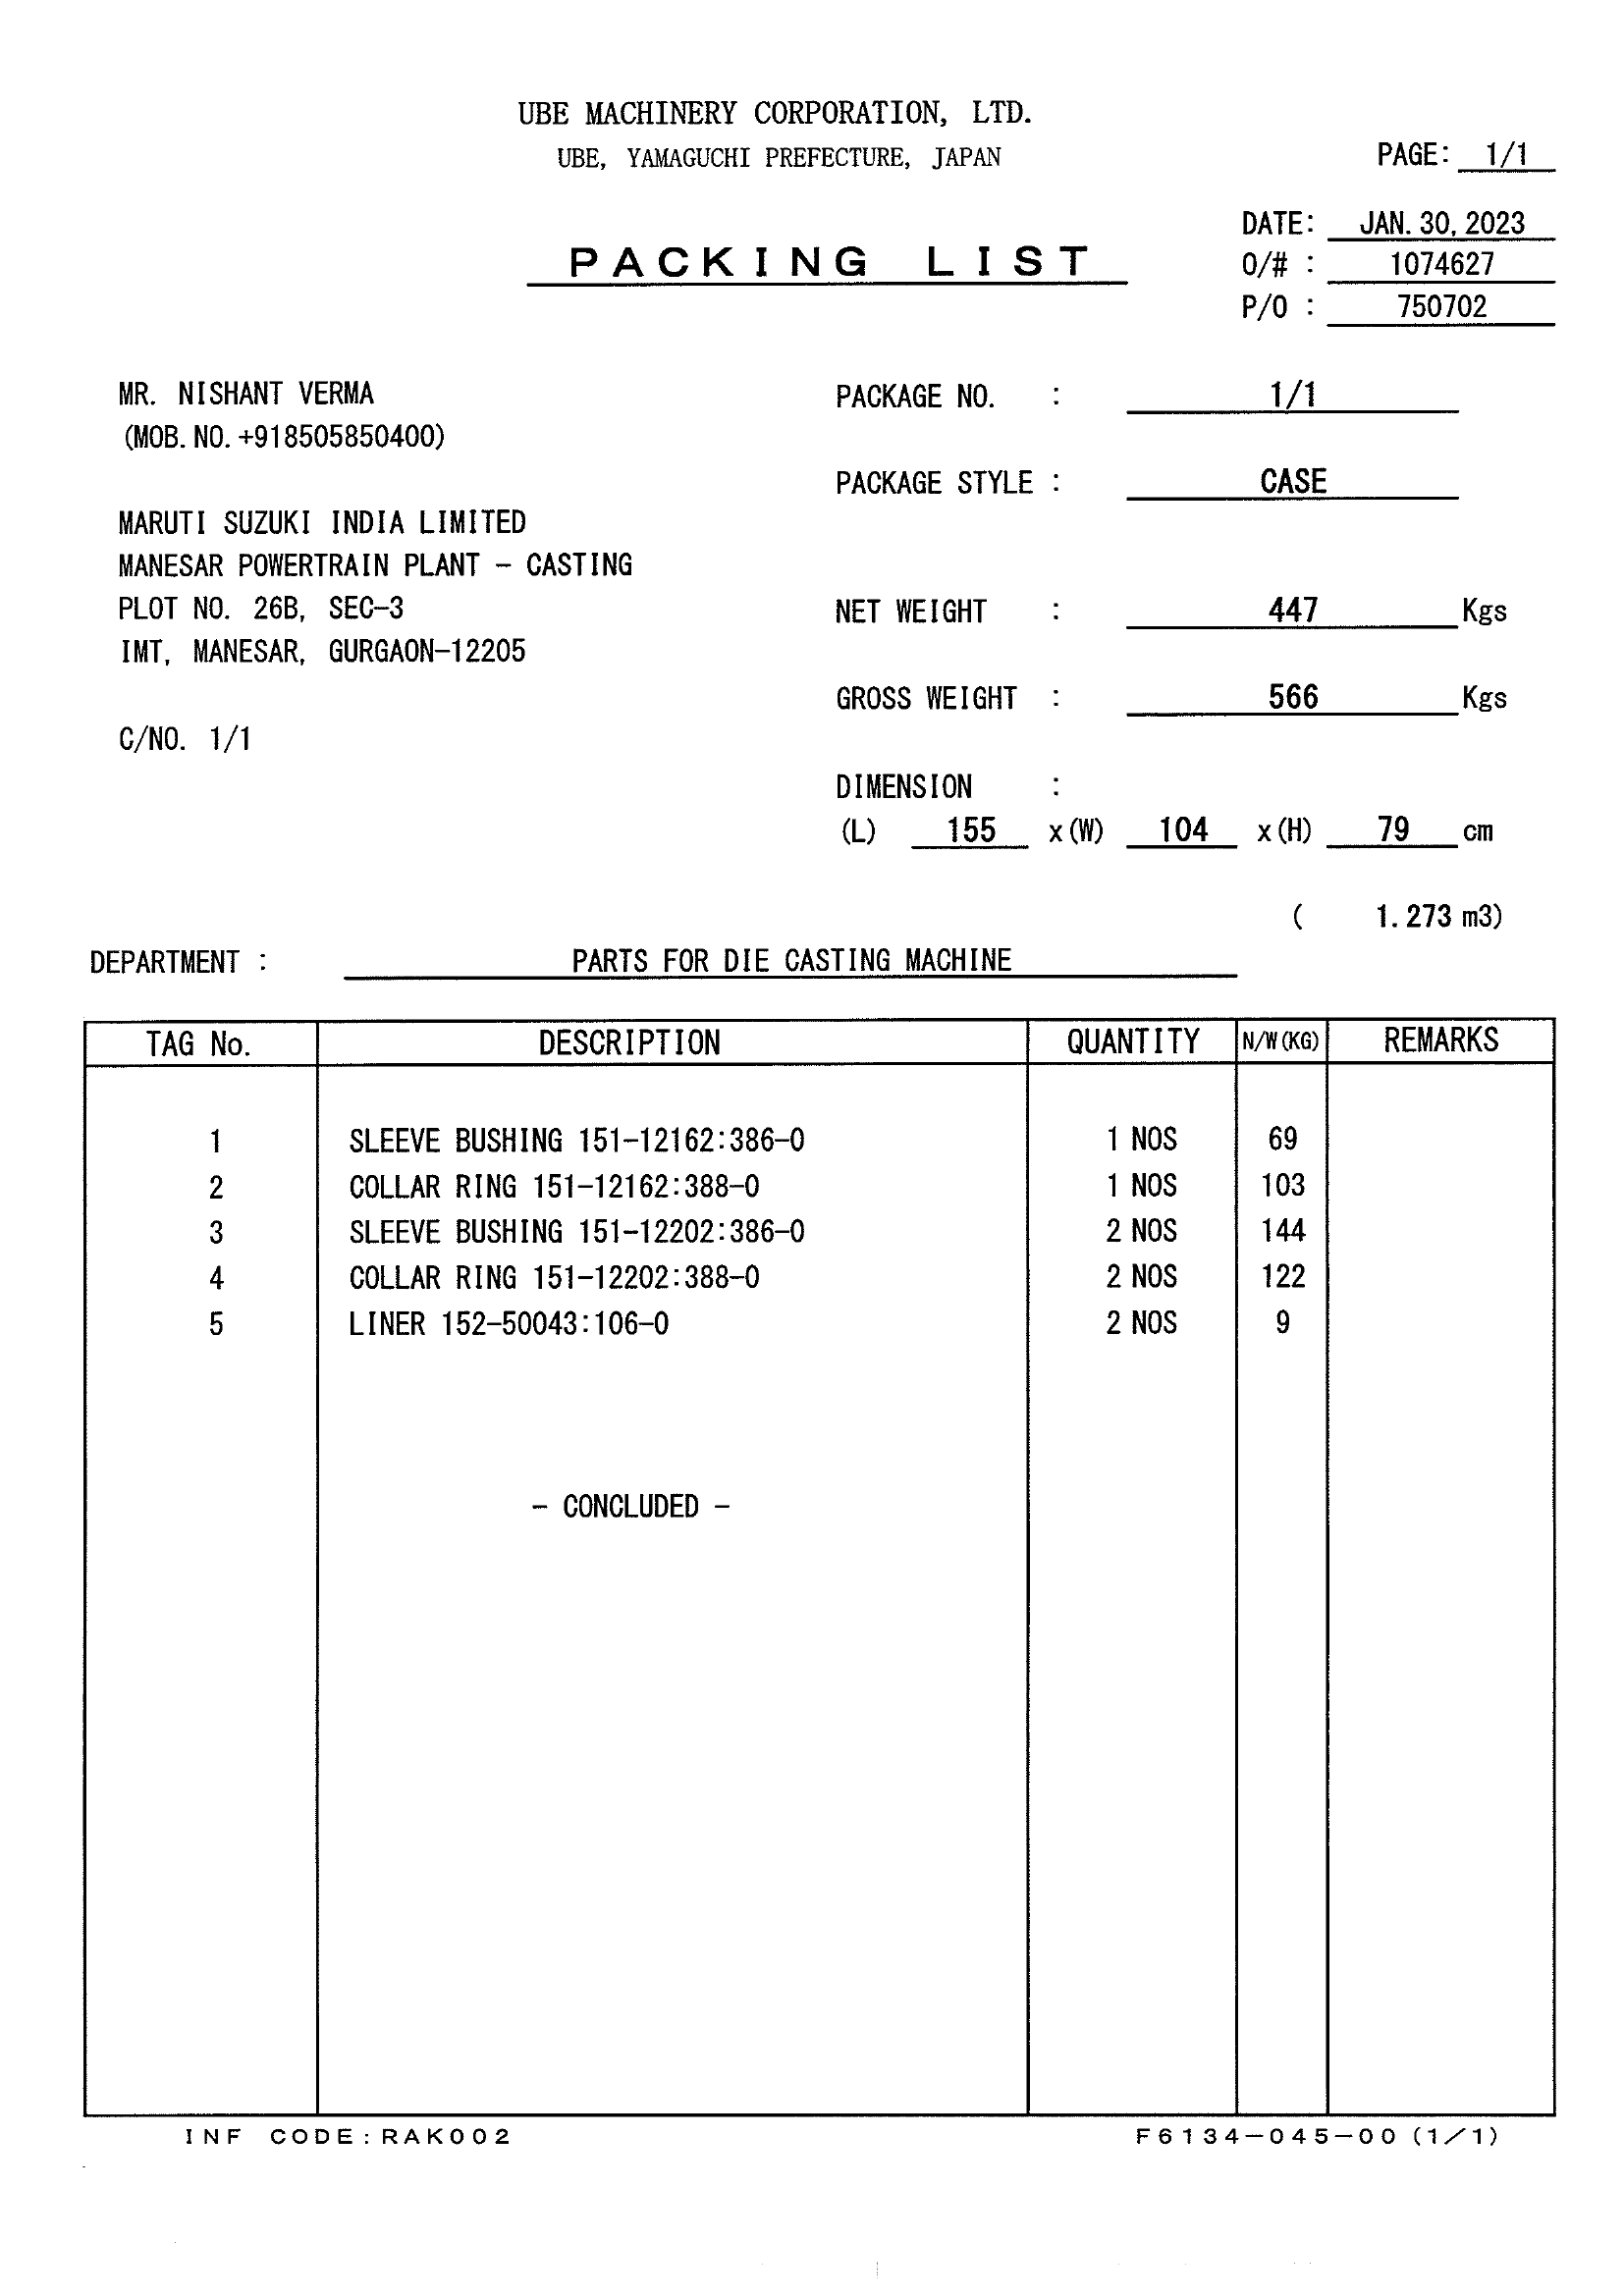 UBE MACHINERY CORPORATION, LTD.
UBE, YAMAGUCHI PREFECTURE, JAPAN
PAGE: 1/1
DATE: JAN. 30, 2023
PACKING LIST
O/# : 1074627
P/O : 750702
MR. NISHANT VERMA
(MOB. NO. +918505850400)
MARUTI SUZUKI INDIA LIMITED
MANESAR POWERTRAIN PLANT - CASTING
PLOT NO. 26B, SEC-3
IMT, MANESAR, GURGAON-12205
C/NO. 1/1
PACKAGE NO. : 1/1
PACKAGE STYLE : CASE
NET WEIGHT : 447 Kgs
GROSS WEIGHT : 566 Kgs
DIMENSION :
(L) 155 x(W) 104 x(H) 79 cm
( 1.273 m3)
DEPARTMENT : PARTS FOR DIE CASTING MACHINE
TAG No. DESCRIPTION QUANTITY N/W(KG) REMARKS
1 SLEEVE BUSHING 151-12162:386-0 1 NOS 69
2 COLLAR RING 151-12162:388-0 1 NOS 103
3 SLEEVE BUSHING 151-12202:386-0 2 NOS 144
4 COLLAR RING 151-12202:388-0 2 NOS 122
5 LINER 152-50043:106-0 2 NOS 9
- CONCLUDED -
INF CODE:RAK002 F6134-045-00(1/1)